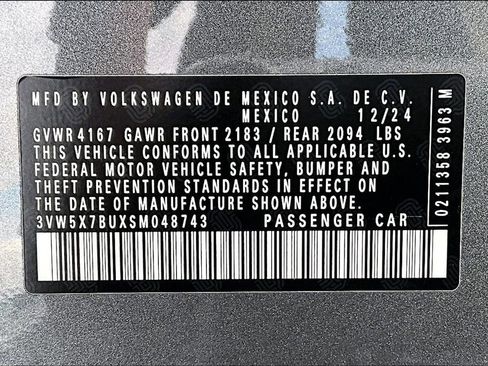 MFD BY VOLKSWAGEN DE MEXICO S.A. DE C.V.
MEXICO 12/24
GVWR 4167 GAWR FRONT 2183 / REAR 2094 LBS
THIS VEHICLE CONFORMS TO ALL APPLICABLE U.S.
FEDERAL MOTOR VEHICLE SAFETY, BUMPER AND
THEFT PREVENTION STANDARDS IN EFFECT ON
THE DATE OF MANUFACTURE SHOWN ABOVE.
3VW5X7BUXSM048743 PASSENGER CAR
0211358 3963 M